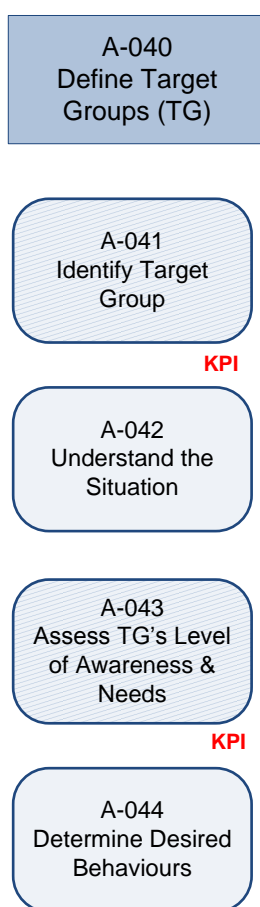 A-040
Define Target
Groups (TG)
A-041
Identify Target
Group
KPI
A-042
Understand the
Situation
A-043
Assess TG's Level
of Awareness &
Needs
KPI
A-044
Determine Desired
Behaviours